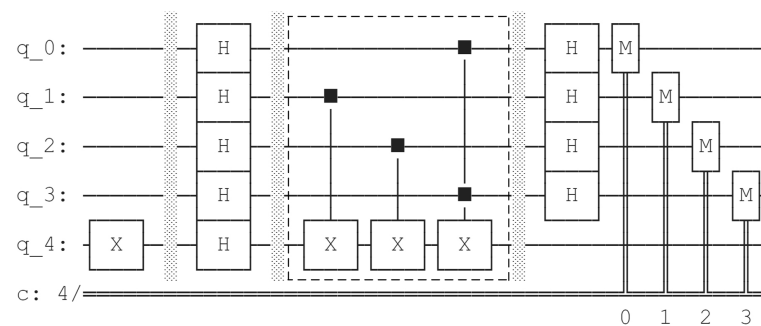 q_0: H H M
q_1: H H M
q_2: H H M
q_3: H H M
q_4: X H X X X
c: 4/
0 1 2 3